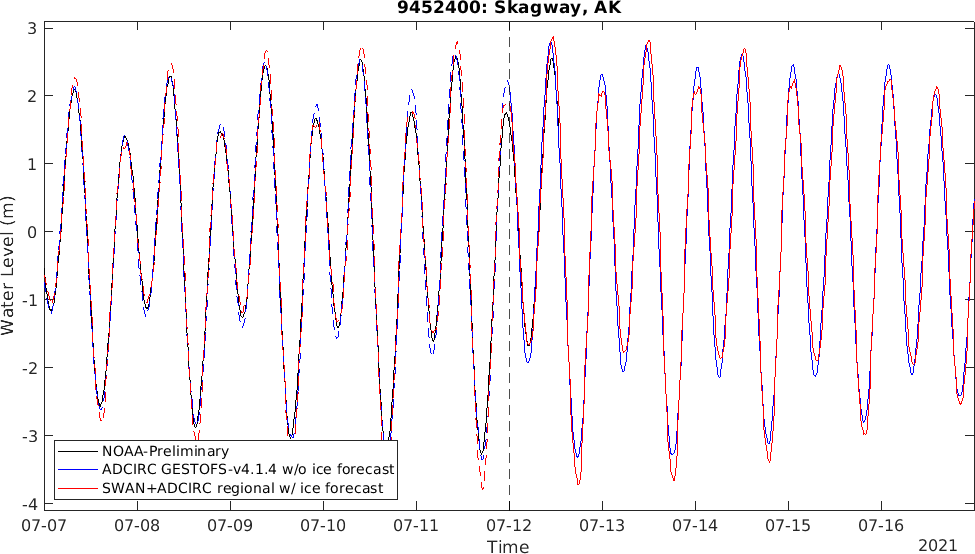 9452400: Skagway, AK
3
2
1
0
-1
-2
-3
-4
Water Level (m)
NOAA-Preliminary
ADCIRC GESTOFS-v4.1.4 w/o ice forecast
SWAN+ADCIRC regional w/ ice forecast
07-07 07-08 07-09 07-10 07-11 07-12 07-13 07-14 07-15 07-16
Time
2021